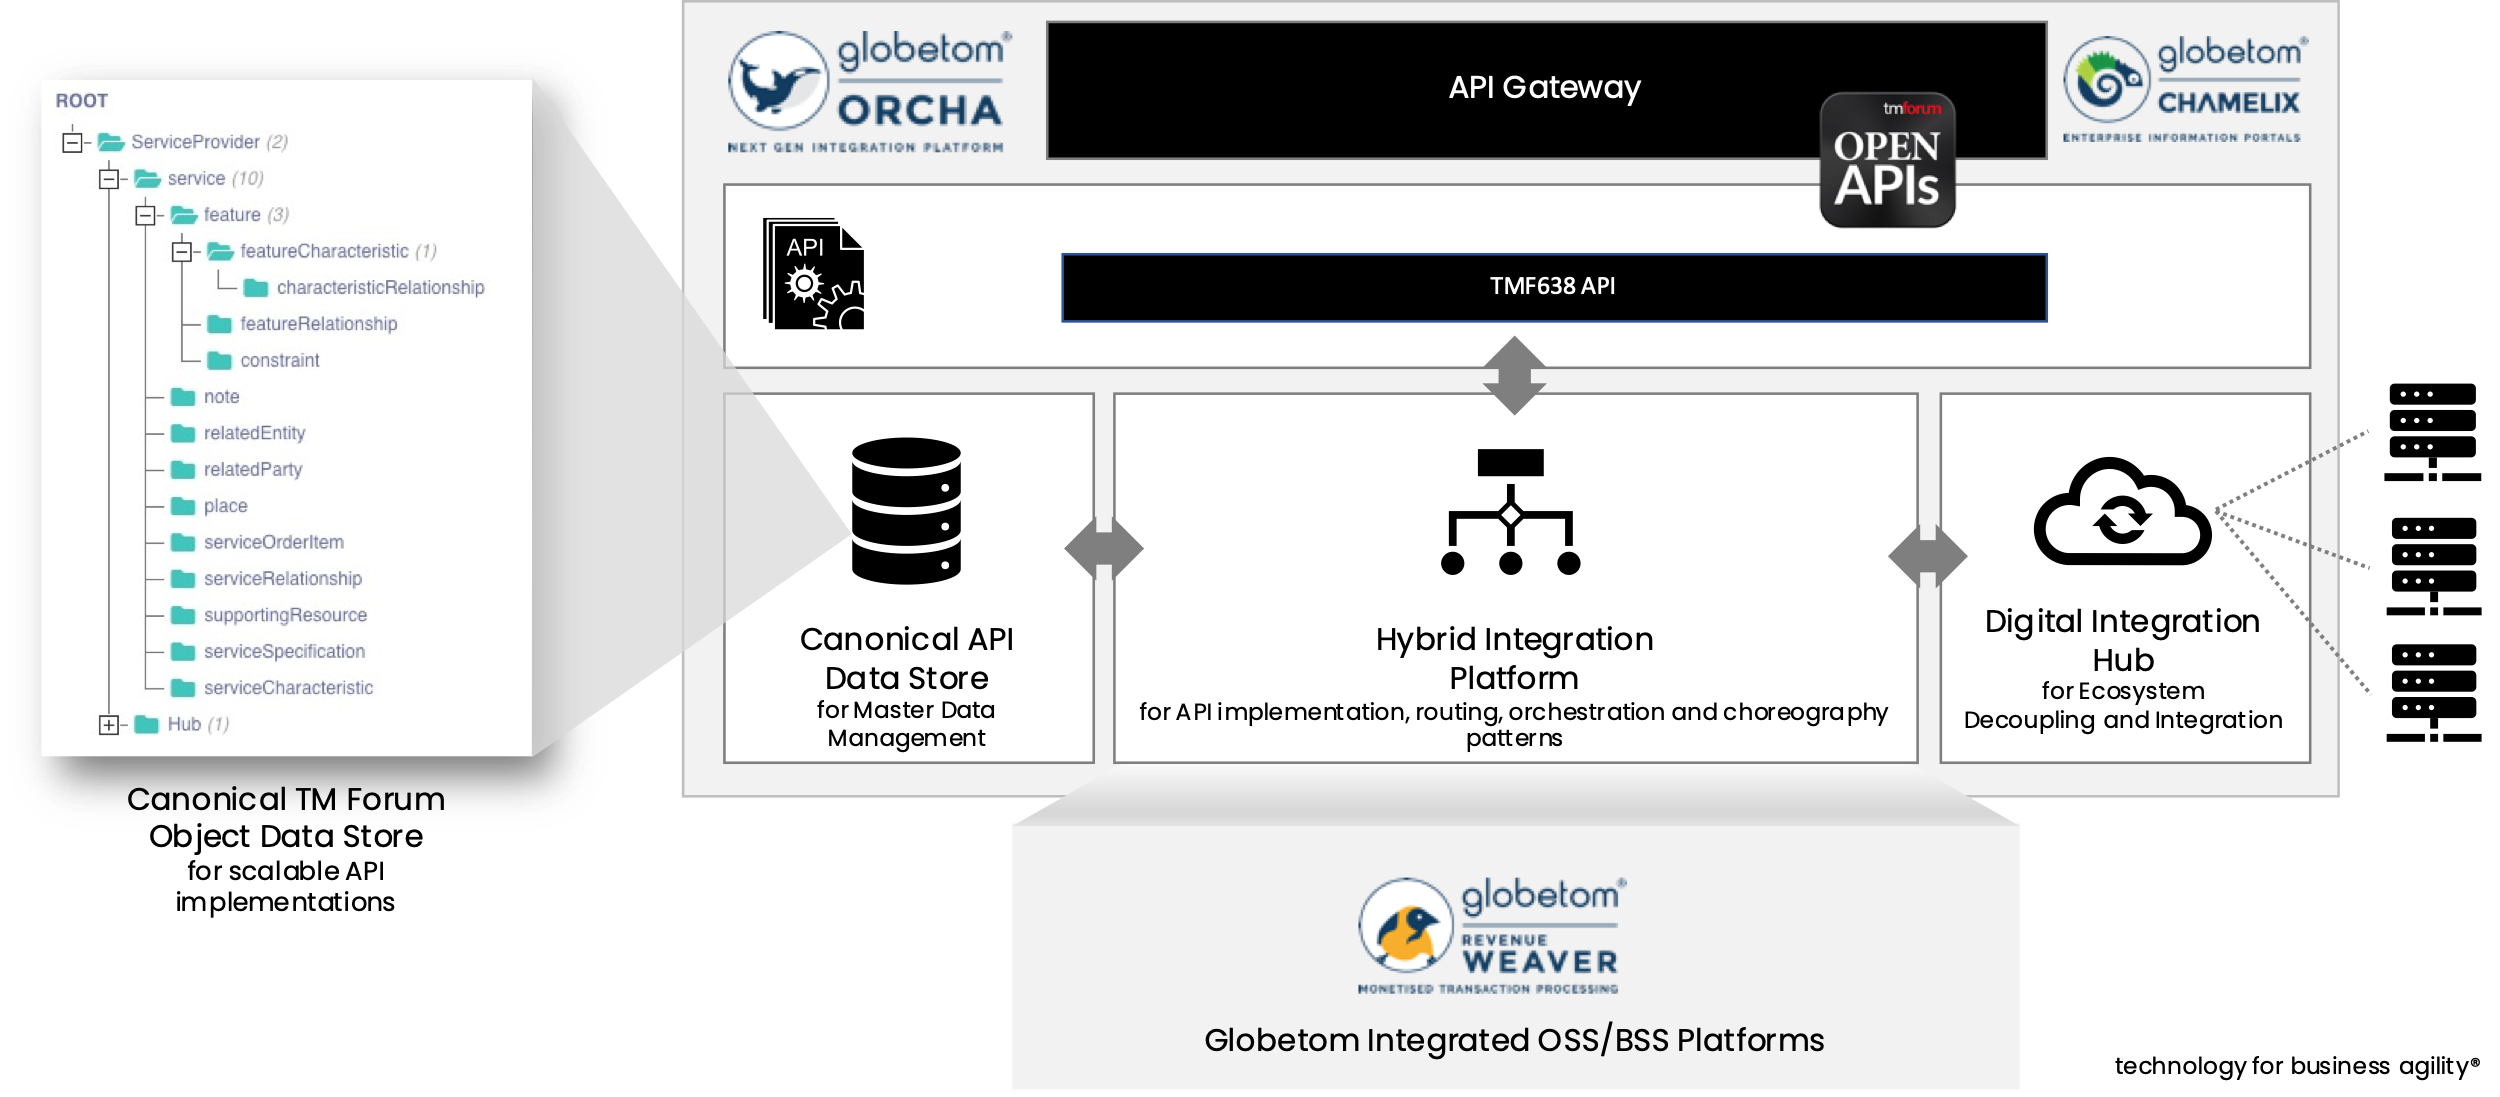 ROOT
ServiceProvider (2)
service (10)
feature (3)
featureCharacteristic (1)
characteristicRelationship
featureRelationship
constraint
note
relatedEntity
relatedParty
place
serviceOrderItem
serviceRelationship
supportingResource
serviceSpecification
serviceCharacteristic
Hub (1)
Canonical TM Forum
Object Data Store
for scalable API
implementations
globetom®
ORCHA
NEXT GEN INTEGRATION PLATFORM
API Gateway
tmforum
OPEN
APIs
globetom®
CHAMELIX
ENTERPRISE INFORMATION PORTALS
API
TMF638 API
Canonical API
Data Store
for Master Data
Management
Hybrid Integration
Platform
for API implementation, routing, orchestration and choreography
patterns
Digital Integration
Hub
for Ecosystem
Decoupling and Integration
globetom®
REVENUE
WEAVER
MONETISED TRANSACTION PROCESSING
Globetom Integrated OSS/BSS Platforms
technology for business agility®